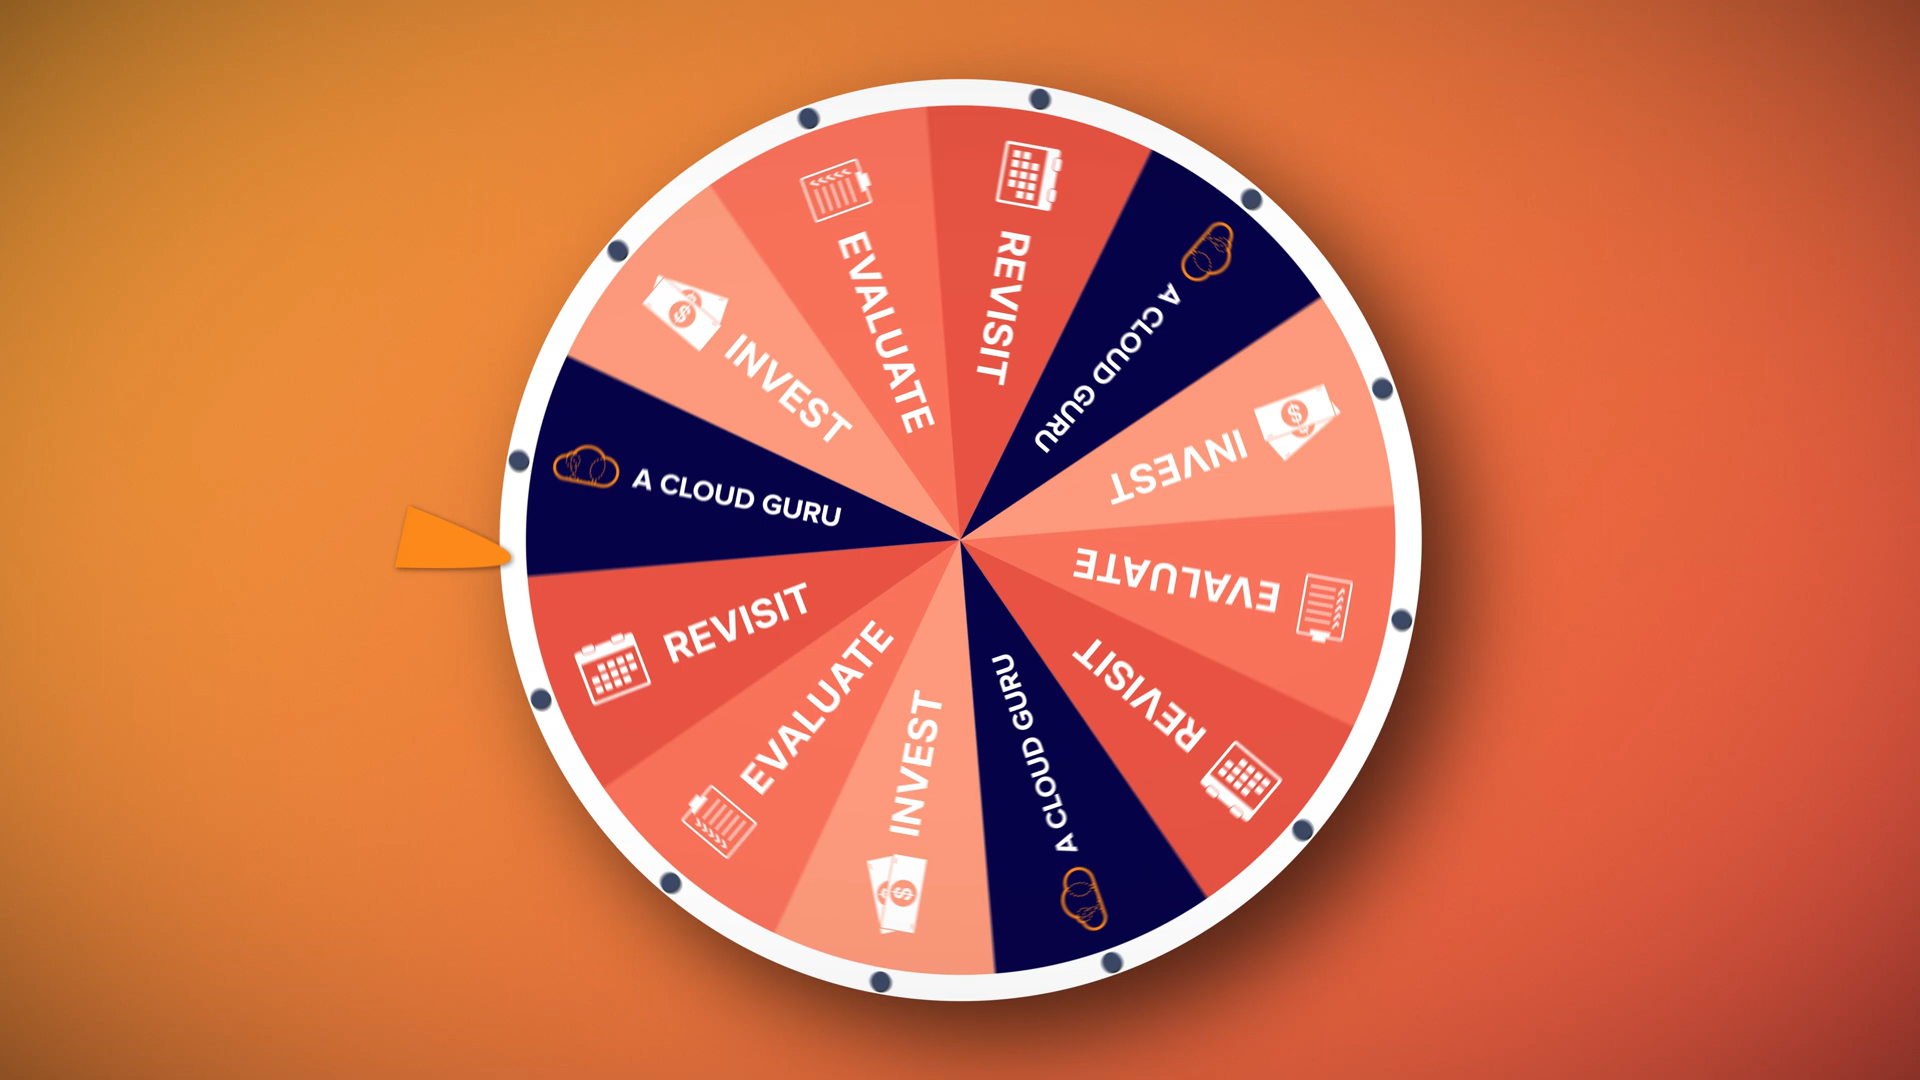 REVISIT
A CLOUD GURU
INVEST
EVALUATE
REVISIT
A CLOUD GURU
INVEST
EVALUATE
REVISIT
A CLOUD GURU
INVEST
EVALUATE
$
$
$